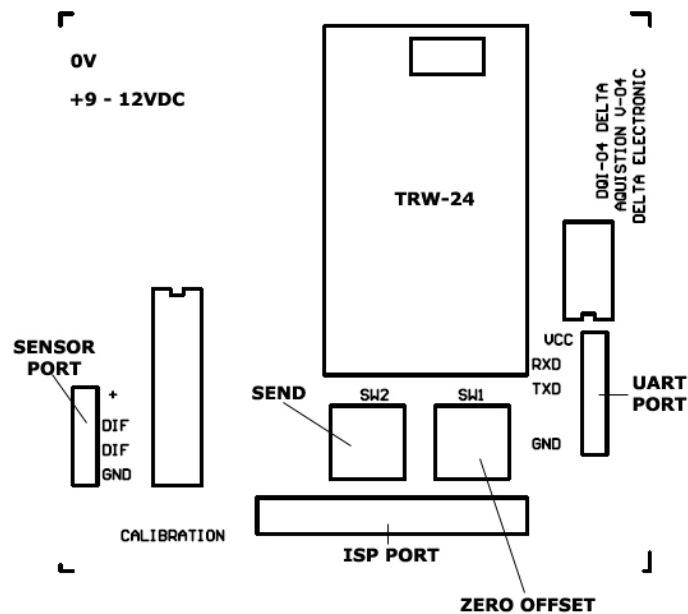 0V
+9 - 12VDC
TRW-24
DQI-04 DELTA
AQUISTION V-04
DELTA ELECTRONIC
VCC
RXD
TXD
GND
UART
PORT
SENSOR
PORT
+
DIF
DIF
GND
SEND
SW2
SW1
CALIBRATION
ISP PORT
ZERO OFFSET